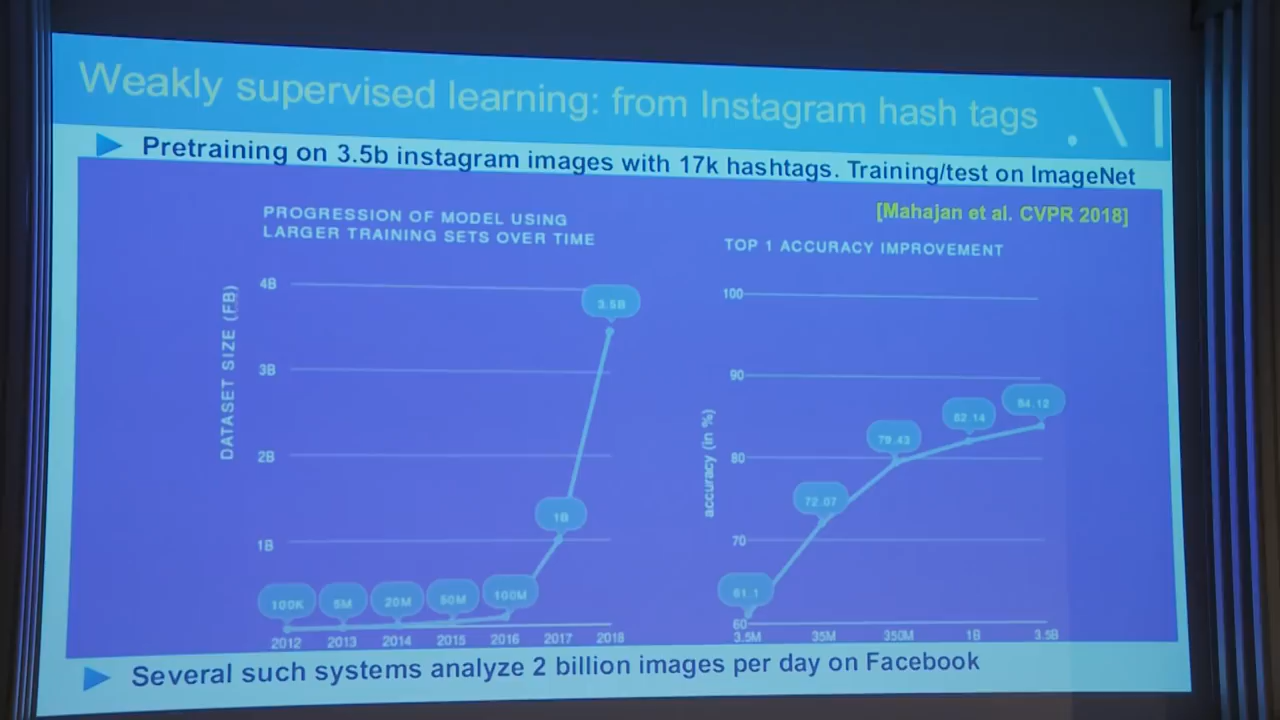 Weakly supervised learning: from Instagram hash tags
Pretraining on 3.5b instagram images with 17k hashtags. Training/test on ImageNet
[Mahajan et al. CVPR 2018]
PROGRESSION OF MODEL USING
LARGER TRAINING SETS OVER TIME
DATASET SIZE (FB)
4B
3B
2B
1B
100K
5M
20M
50M
100M
1B
3.5B
2012
2013
2014
2015
2016
2017
2018
TOP 1 ACCURACY IMPROVEMENT
accuracy (in %)
100
90
80
70
60
61.1
72.07
79.43
82.14
84.12
3.5M
35M
350M
1B
3.5B
Several such systems analyze 2 billion images per day on Facebook